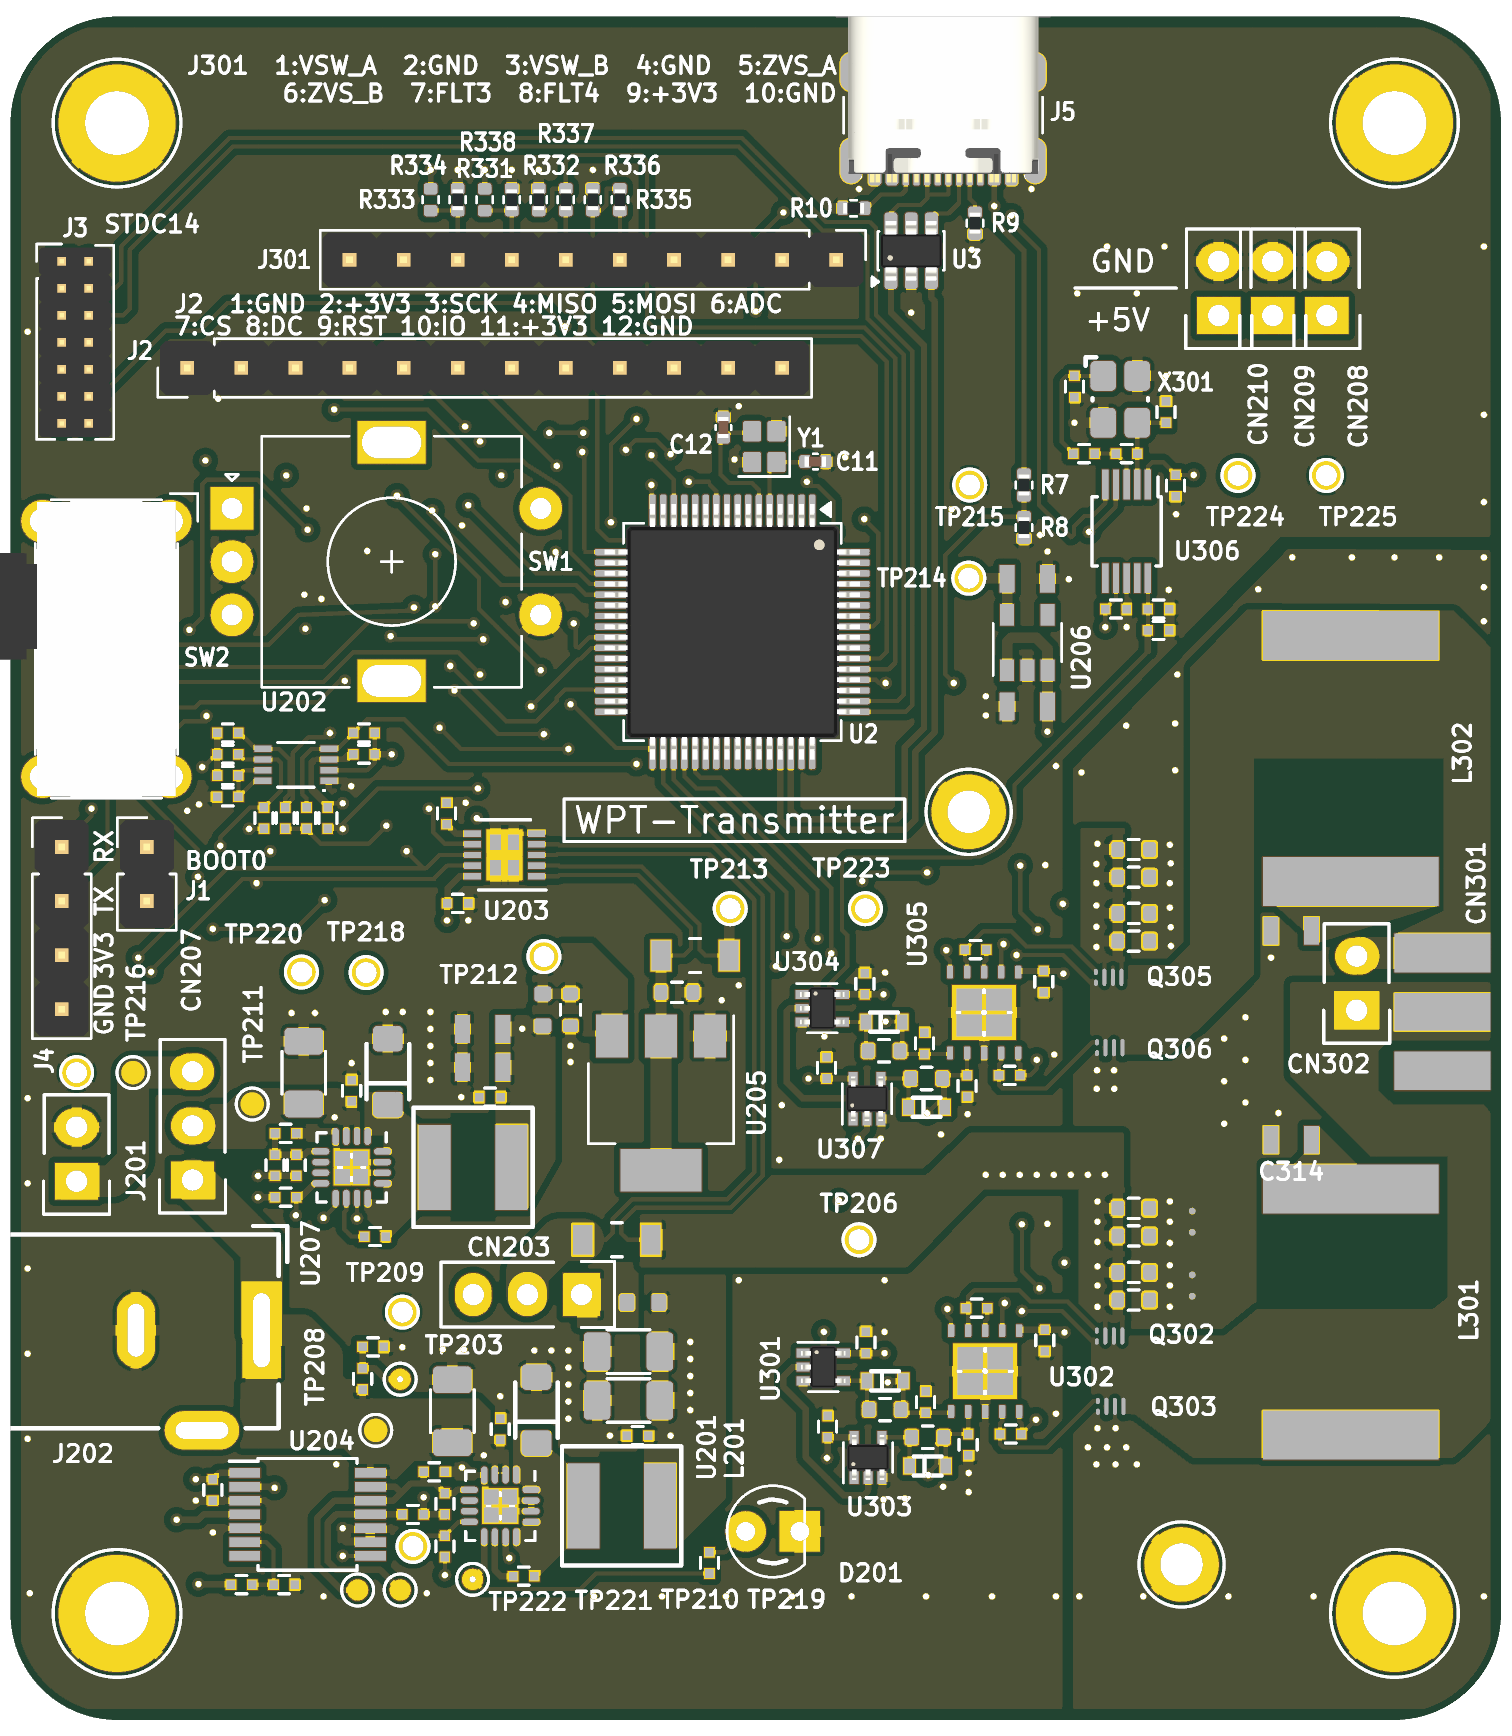 J301 1:VSW_A 2:GND 3:VSW_B 4:GND 5:ZVS_A
6:ZVS_B 7:FLT3 8:FLT4 9:+3V3 10:GND
J5
R337
R338
R334 R331 R332 R336
R333 R335
R10 R9
J3 STDC14
J301 U3
GND
J2 1:GND 2:+3V3 3:SCK 4:MISO 5:MOSI 6:ADC
7:CS 8:DC 9:RST 10:IO 11:+3V3 12:GND
+5V
J2
X301
CN210
CN209
CN208
C12 Y1 C11
R7
TP215 TP224 TP225
R8
U306
SW1
TP214
SW2
U206
U202
U2
L302
WPT-Transmitter
RX
BOOT0
TP213 TP223
J1
TX
U203
CN301
TP220 TP218
U305
3V3
GND
TP216
CN207
TP212
U304
Q305
TP211
Q306
J4
CN302
U205
U307
J201
C314
TP206
U207
CN203
TP209
L301
TP203
Q302
TP208
U301
U302
Q303
U204
J202
U201
L201
U303
D201
TP222 TP221 TP210 TP219